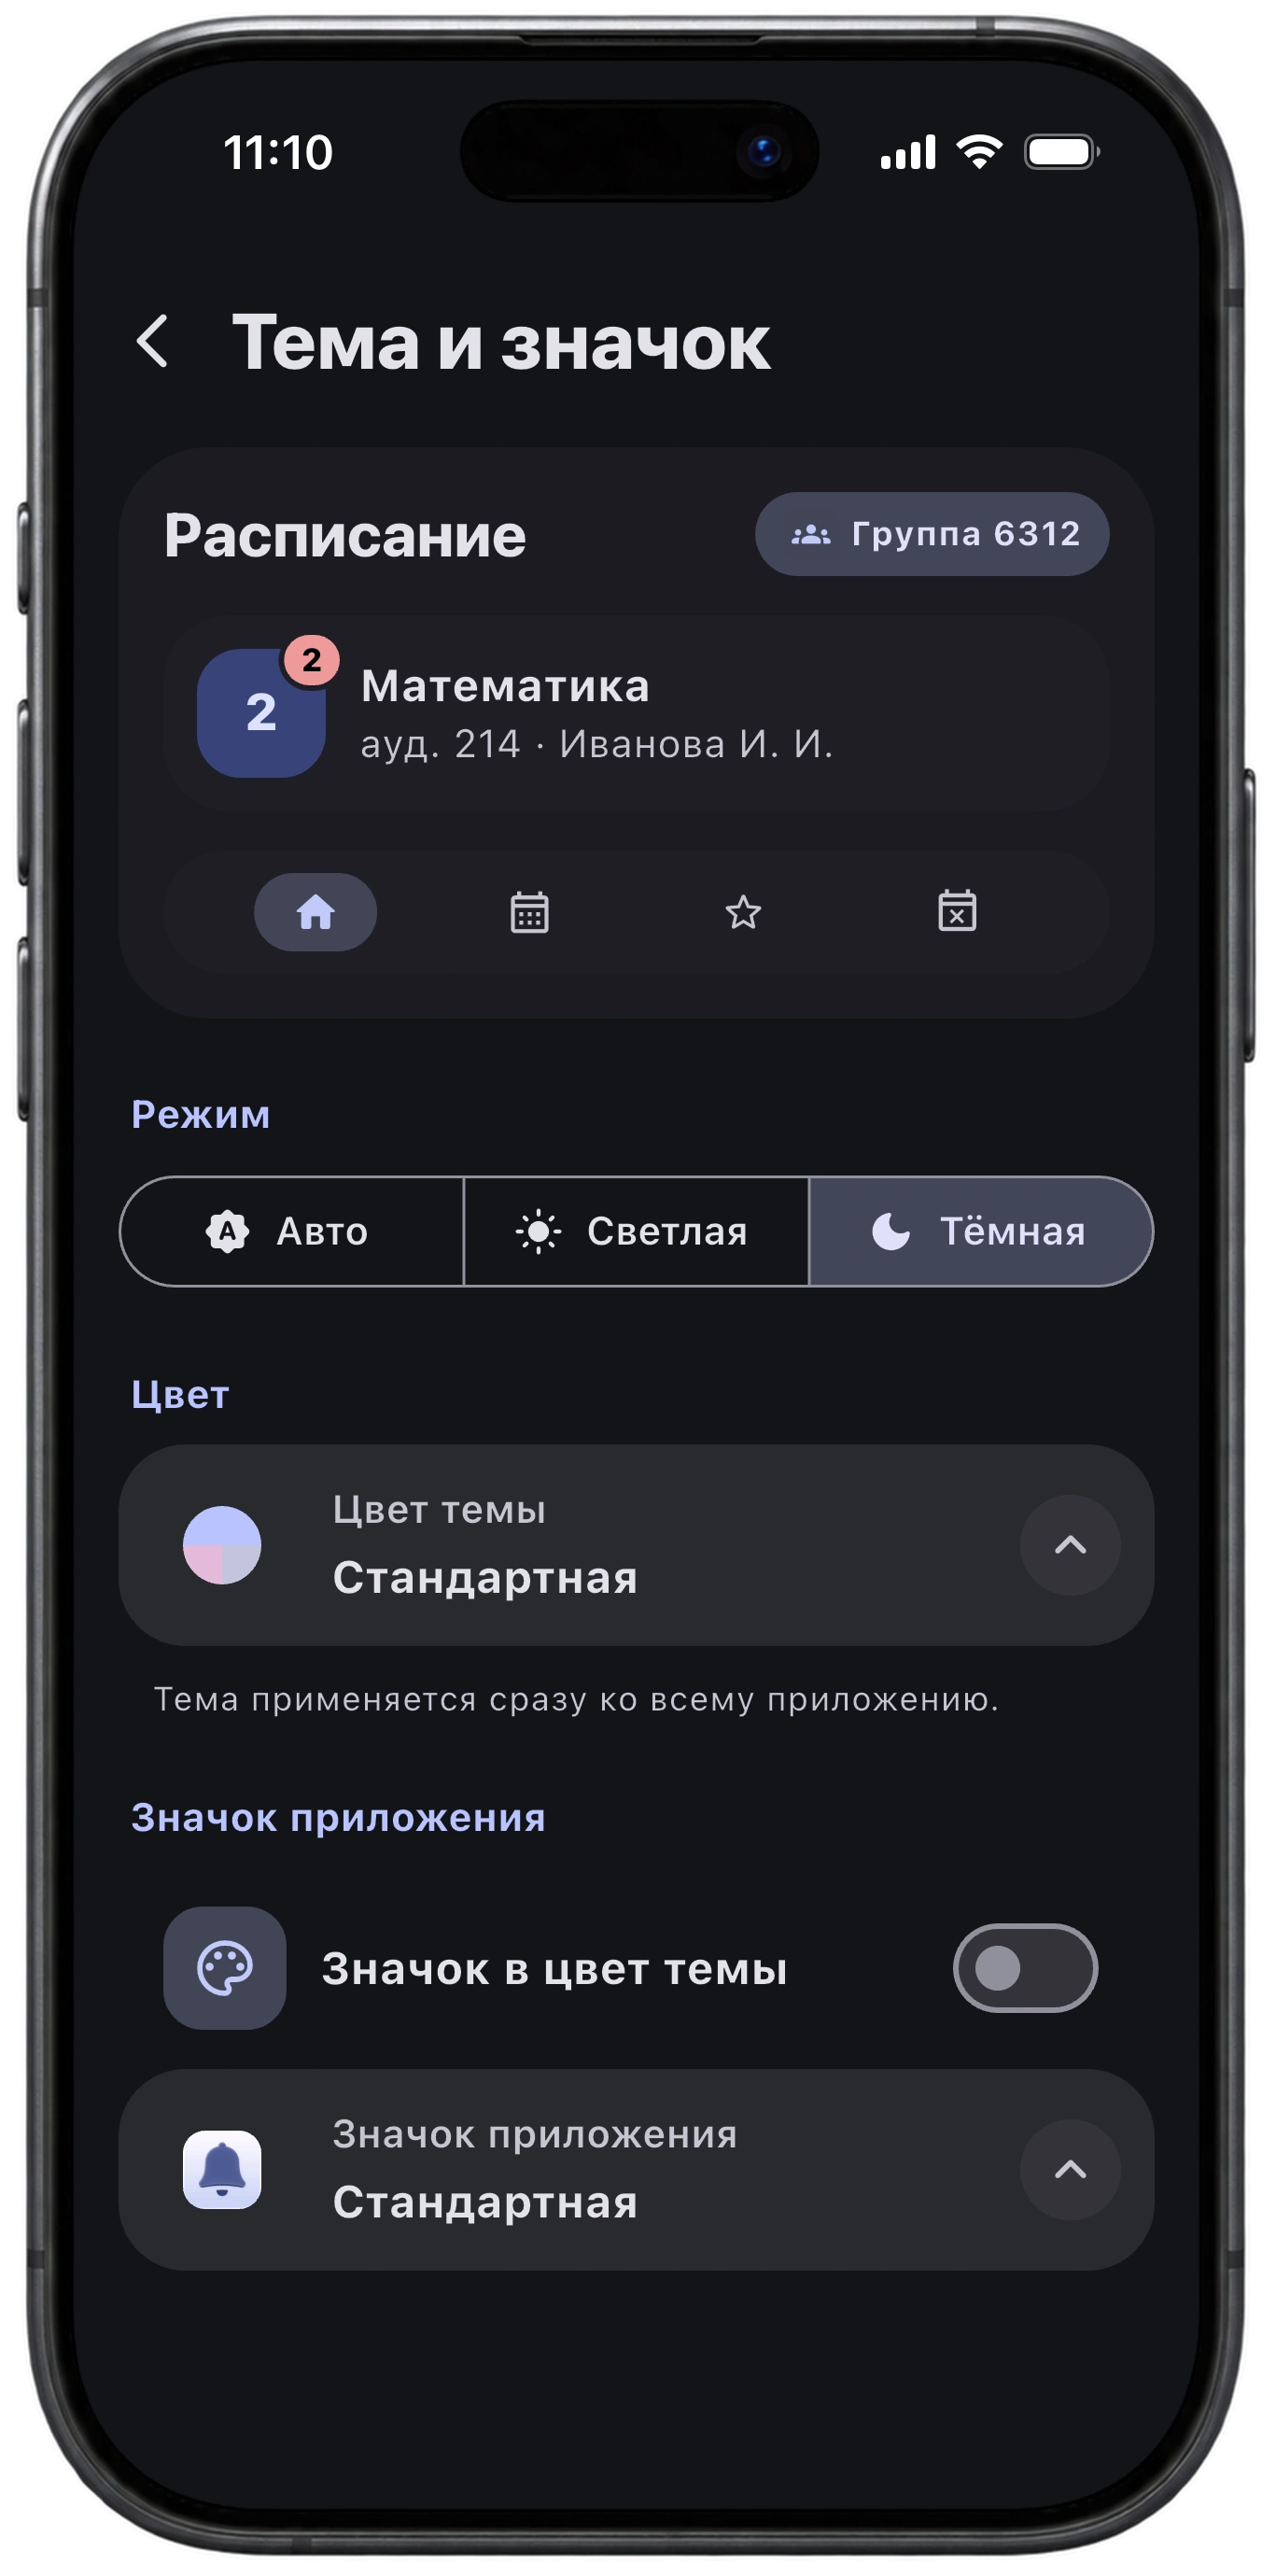 11:10
Тема и значок
Расписание
Группа 6312
2
2
Математика
ауд. 214 · Иванова И. И.
Режим
A Авто
Светлая
Тёмная
Цвет
Цвет темы
Стандартная
Тема применяется сразу ко всему приложению.
Значок приложения
Значок в цвет темы
Значок приложения
Стандартная